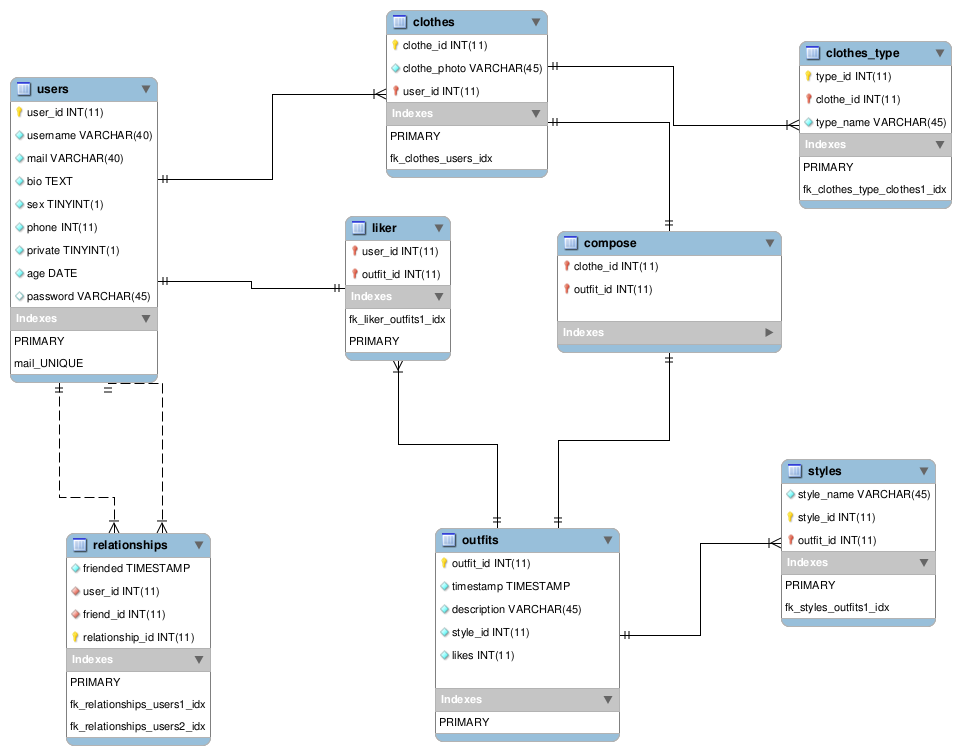 clothes
clothe_id INT(11)
clothe_photo VARCHAR(45)
user_id INT(11)
Indexes
PRIMARY
fk_clothes_users_idx
clothes_type
type_id INT(11)
clothe_id INT(11)
type_name VARCHAR(45)
Indexes
PRIMARY
fk_clothes_type_clothes1_idx
users
user_id INT(11)
username VARCHAR(40)
mail VARCHAR(40)
bio TEXT
sex TINYINT(1)
phone INT(11)
private TINYINT(1)
age DATE
password VARCHAR(45)
Indexes
PRIMARY
mail_UNIQUE
liker
user_id INT(11)
outfit_id INT(11)
Indexes
fk_liker_outfits1_idx
PRIMARY
compose
clothe_id INT(11)
outfit_id INT(11)
Indexes
styles
style_name VARCHAR(45)
style_id INT(11)
outfit_id INT(11)
Indexes
PRIMARY
fk_styles_outfits1_idx
relationships
friended TIMESTAMP
user_id INT(11)
friend_id INT(11)
relationship_id INT(11)
Indexes
PRIMARY
fk_relationships_users1_idx
fk_relationships_users2_idx
outfits
outfit_id INT(11)
timestamp TIMESTAMP
description VARCHAR(45)
style_id INT(11)
likes INT(11)
Indexes
PRIMARY